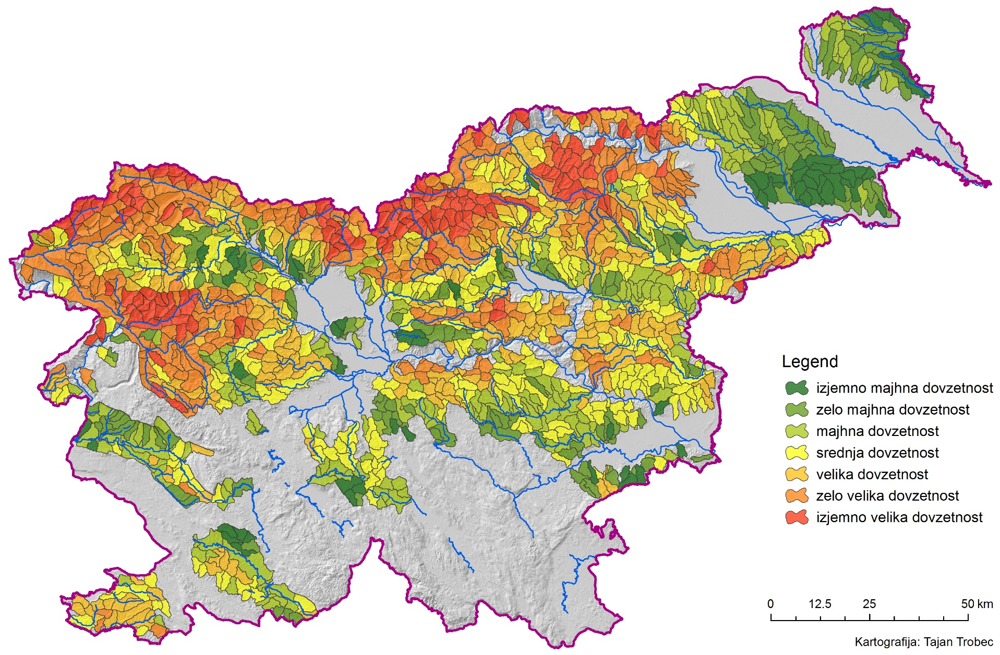 Legend
izjemno majhna dovzetnost
zelo majhna dovzetnost
majhna dovzetnost
srednja dovzetnost
velika dovzetnost
zelo velika dovzetnost
izjemno velika dovzetnost
0 12.5 25 50 km
Kartografija: Tajan Trobec